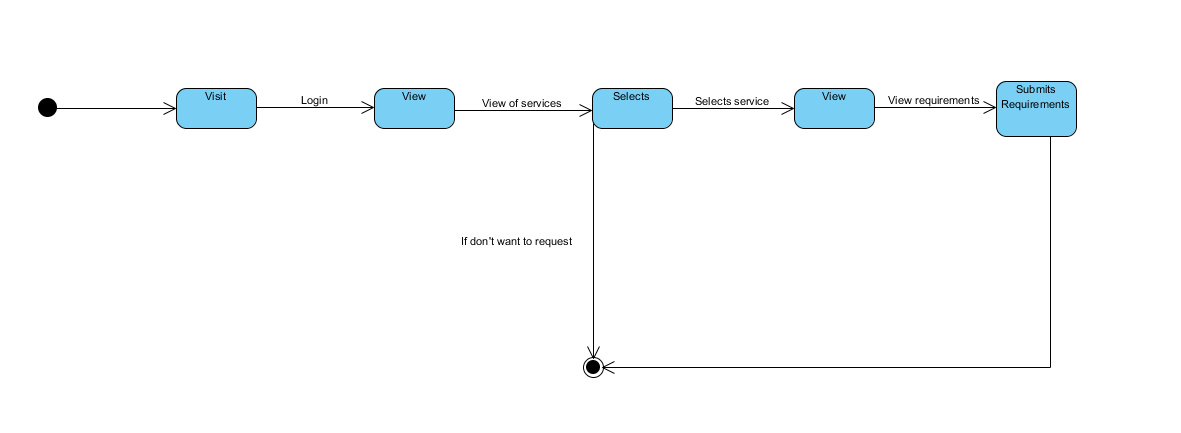 Visit
Login
View
View of services
Selects
Selects service
View
View requirements
Submits
Requirements
If don't want to request